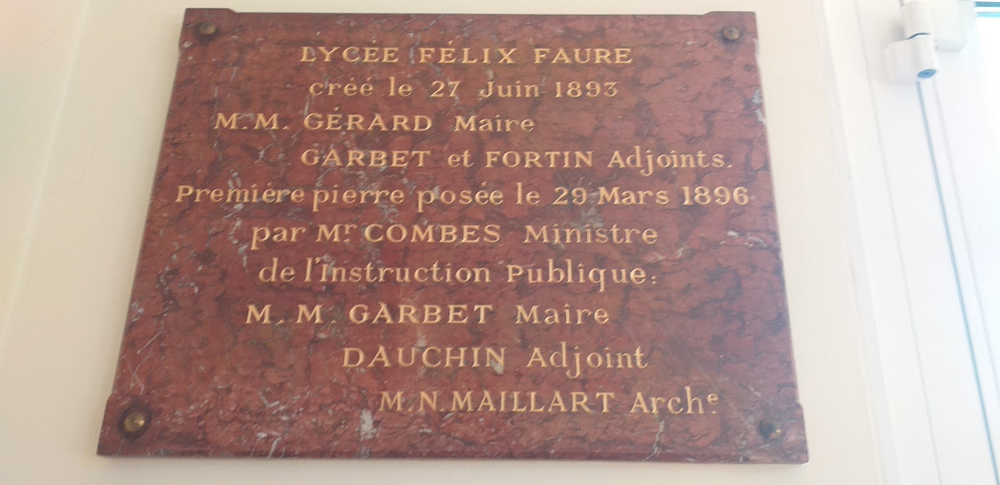 LYCÉE FÉLIX FAURE
créé le 27 Juin 1893
M.M. GÉRARD Maire
GARBET et FORTIN Adjoints.
Première pierre posée le 29 Mars 1896
par Mr. COMBES Ministre
de l'Instruction Publique:
M. M. GARBET Maire
DAUCHIN Adjoint
M.N. MAILLART Arche.